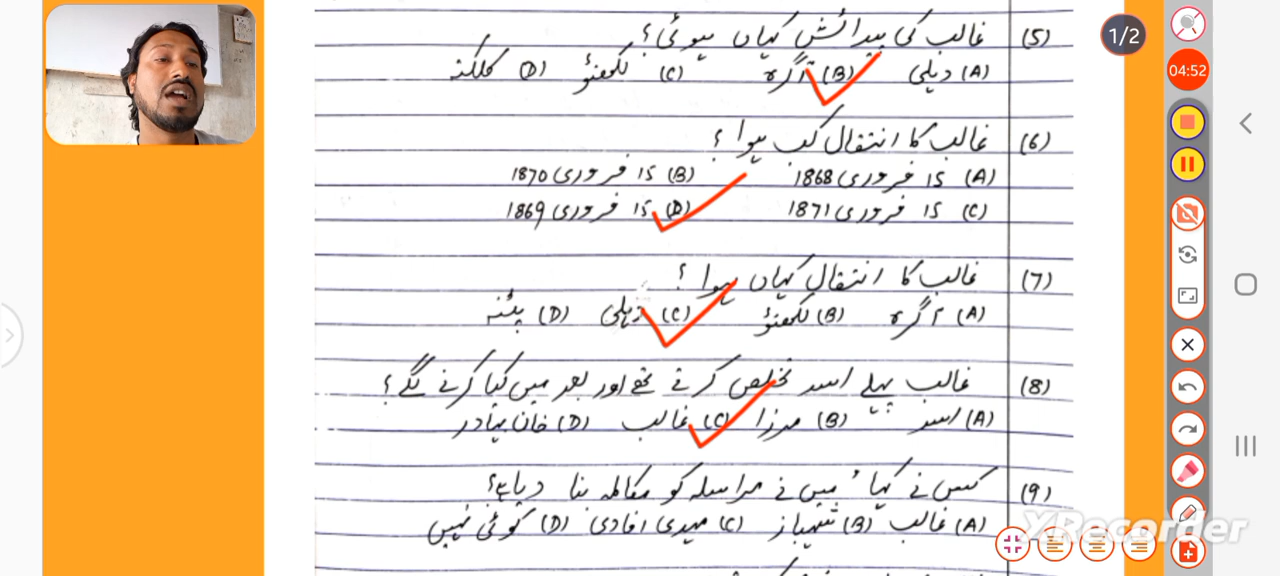 1/2
04:52
(5) غالب کی پیدائش کہاں ہوئی؟
(A) دہلی (B) آگرہ (C) لکھنؤ (D) کلکتہ
(6) غالب کا انتقال کب ہوا ؟
(A) 15 فروری 1868 (B) 15 فروری 1870
(C) 15 فروری 1871 (D) 15 فروری 1869
(7) غالب کا انتقال کہاں ہوا ؟
(A) آگرہ (B) لکھنؤ (C) دہلی (D) پٹنہ
(8) غالب پہلے اسد تخلص کرتے تھے اور بعد میں کیا کرنے لگے؟
(A) اسد (B) مرزا (C) غالب (D) خان بہادر
(9) کس نے کہا ' میں نے مراسلہ کو مکالمہ بنا دیا ہے؟
(A) غالب (B) شہباز (C) مہدی افادی (D) کوئی نہیں
XRecorder